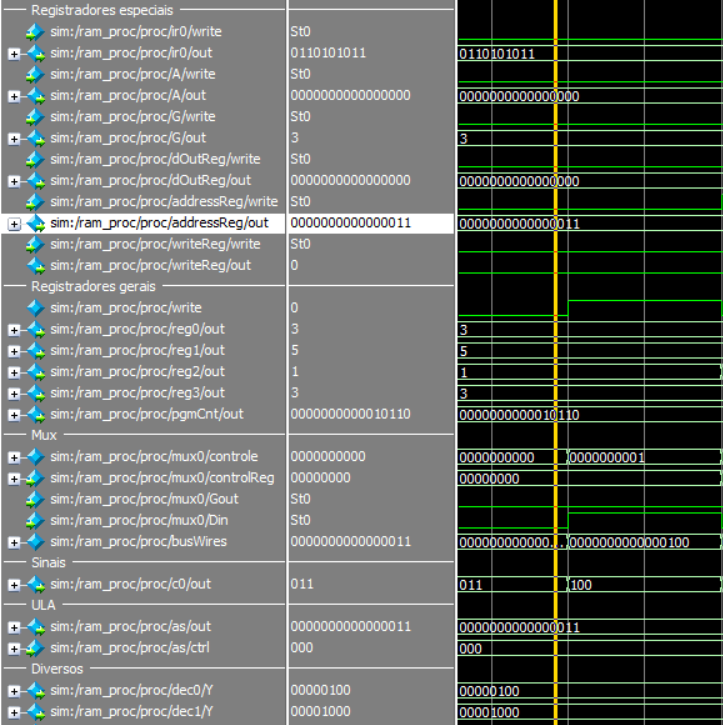 Registradores especiais
sim:/ram_proc/proc/ir0/write St0
sim:/ram_proc/proc/ir0/out 0110101011 0110101011
sim:/ram_proc/proc/A/write St0
sim:/ram_proc/proc/A/out 0000000000000000 0000000000000000
sim:/ram_proc/proc/G/write St0
sim:/ram_proc/proc/G/out 3 3
sim:/ram_proc/proc/dOutReg/write St0
sim:/ram_proc/proc/dOutReg/out 0000000000000000 0000000000000000
sim:/ram_proc/proc/addressReg/write St0
sim:/ram_proc/proc/addressReg/out 0000000000000011 0000000000000011
sim:/ram_proc/proc/writeReg/write St0
sim:/ram_proc/proc/writeReg/out 0
Registradores gerais
sim:/ram_proc/proc/write 0
sim:/ram_proc/proc/reg0/out 3 3
sim:/ram_proc/proc/reg1/out 5 5
sim:/ram_proc/proc/reg2/out 1 1
sim:/ram_proc/proc/reg3/out 3 3
sim:/ram_proc/proc/pgmCnt/out 0000000000010110 0000000000010110
Mux
sim:/ram_proc/proc/mux0/controle 0000000000 0000000000 0000000001
sim:/ram_proc/proc/mux0/controlReg 00000000 00000000
sim:/ram_proc/proc/mux0/Gout St0
sim:/ram_proc/proc/mux0/Din St0
sim:/ram_proc/proc/busWires 0000000000000011 000000000000... 0000000000000100
Sinais
sim:/ram_proc/proc/c0/out 011 011 100
ULA
sim:/ram_proc/proc/as/out 0000000000000011 0000000000000011
sim:/ram_proc/proc/as/ctrl 000 000
Diversos
sim:/ram_proc/proc/dec0/Y 00000100 00000100
sim:/ram_proc/proc/dec1/Y 00001000 00001000